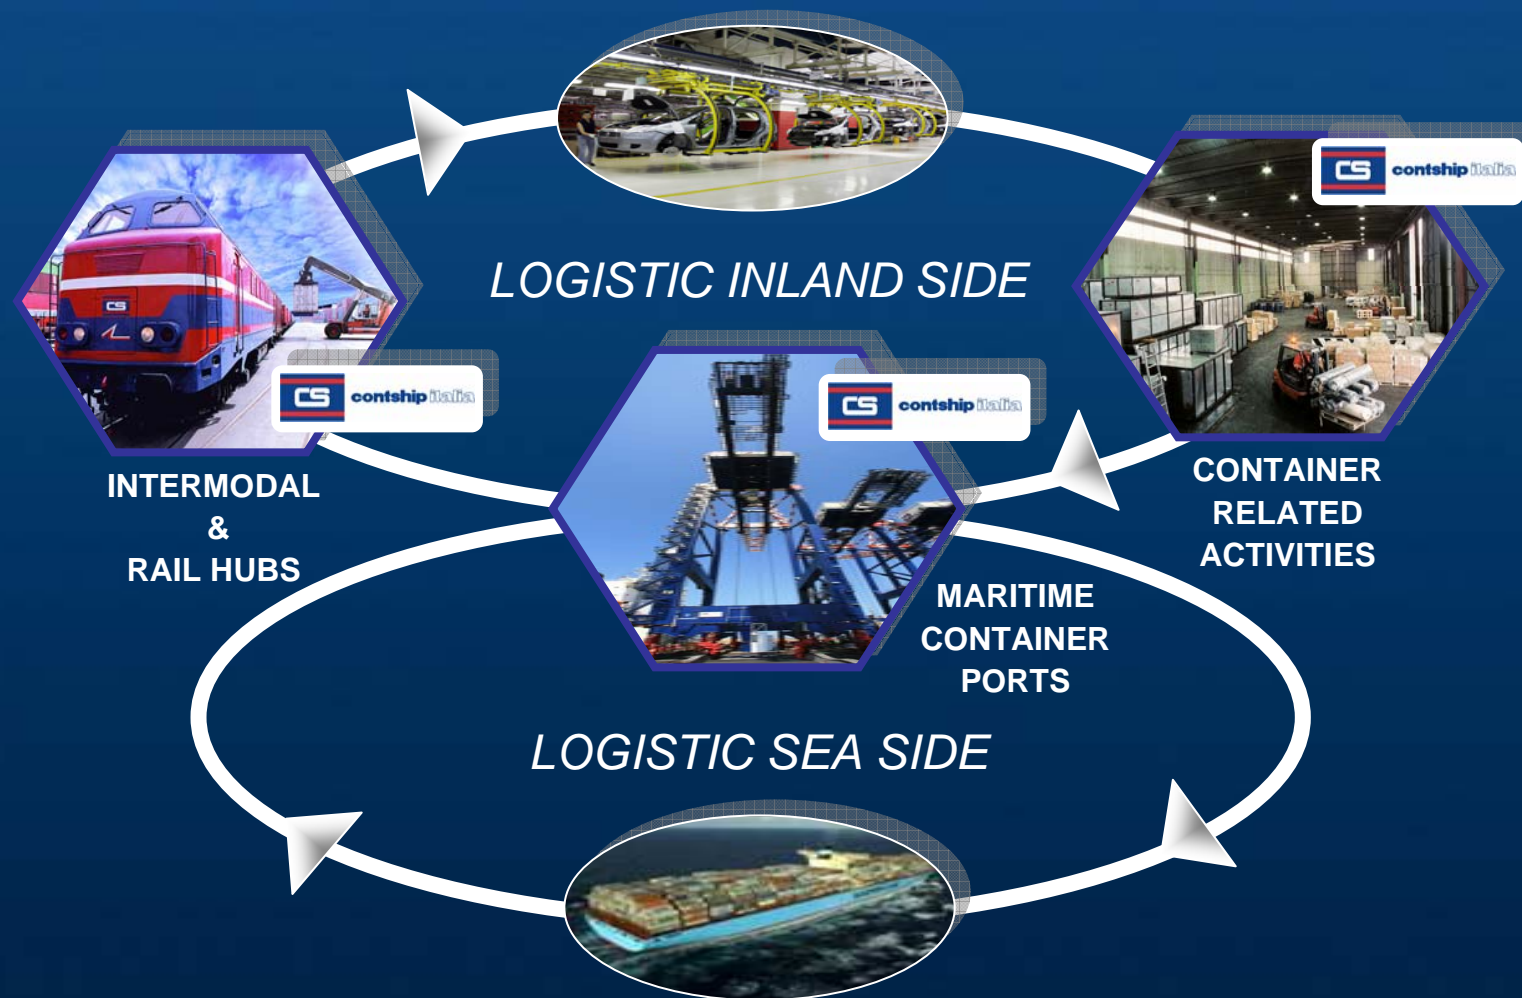 CS contship italia
LOGISTIC INLAND SIDE
CS
CS contship italia
CS contship italia
INTERMODAL
&
RAIL HUBS
CONTAINER
RELATED
ACTIVITIES
MARITIME
CONTAINER
PORTS
LOGISTIC SEA SIDE